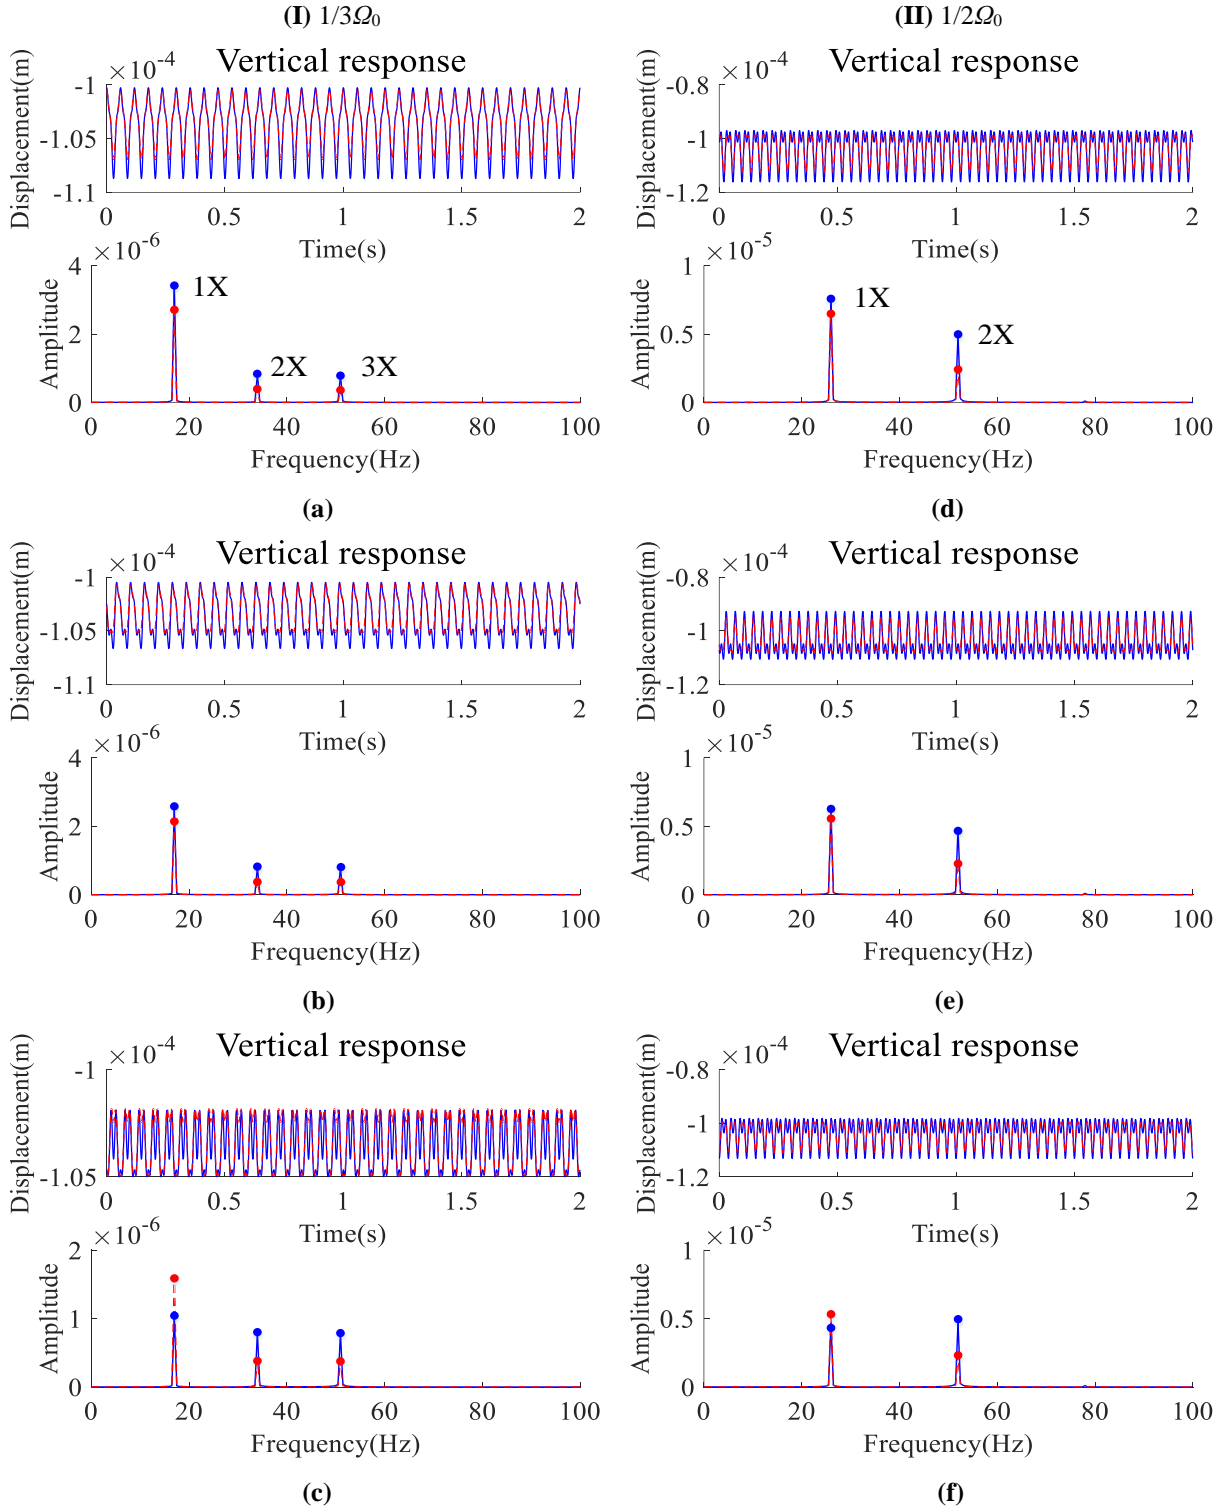 (I) 1/3Ω₀
(II) 1/2Ω₀
×10⁻⁴ Vertical response
Displacement(m)
-1
-1.05
-1.1
0 0.5 1 1.5 2
Time(s)
×10⁻⁶
Amplitude
4
2
0
1X
2X
3X
0 20 40 60 80 100
Frequency(Hz)
(a)
×10⁻⁴ Vertical response
Displacement(m)
-0.8
-1
-1.2
0 0.5 1 1.5 2
Time(s)
×10⁻⁵
Amplitude
1
0.5
0
1X
2X
0 20 40 60 80 100
Frequency(Hz)
(d)
×10⁻⁴ Vertical response
Displacement(m)
-1
-1.05
-1.1
0 0.5 1 1.5 2
Time(s)
×10⁻⁶
Amplitude
4
2
0
0 20 40 60 80 100
Frequency(Hz)
(b)
×10⁻⁴ Vertical response
Displacement(m)
-0.8
-1
-1.2
0 0.5 1 1.5 2
Time(s)
×10⁻⁵
Amplitude
1
0.5
0
0 20 40 60 80 100
Frequency(Hz)
(e)
×10⁻⁴ Vertical response
Displacement(m)
-1
-1.05
0 0.5 1 1.5 2
Time(s)
×10⁻⁶
Amplitude
2
1
0
0 20 40 60 80 100
Frequency(Hz)
(c)
×10⁻⁴ Vertical response
Displacement(m)
-0.8
-1
-1.2
0 0.5 1 1.5 2
Time(s)
×10⁻⁵
Amplitude
1
0.5
0
0 20 40 60 80 100
Frequency(Hz)
(f)